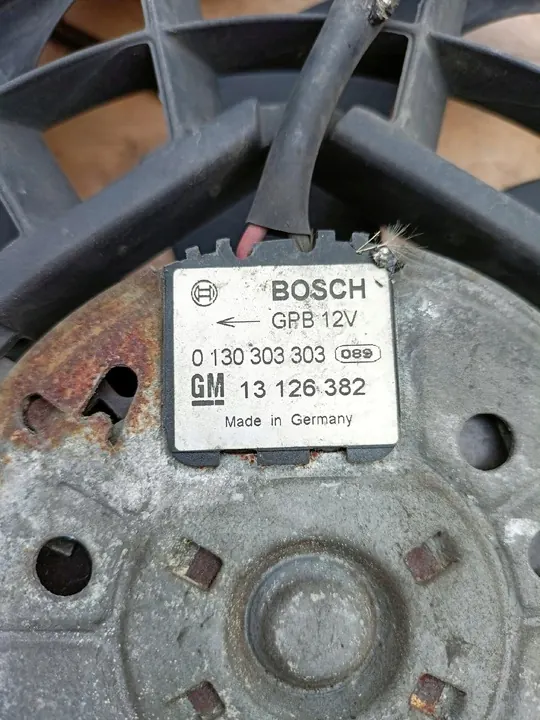 BOSCH
← GPB 12V
0 130 303 303 089
GM 13 126 382
Made in Germany